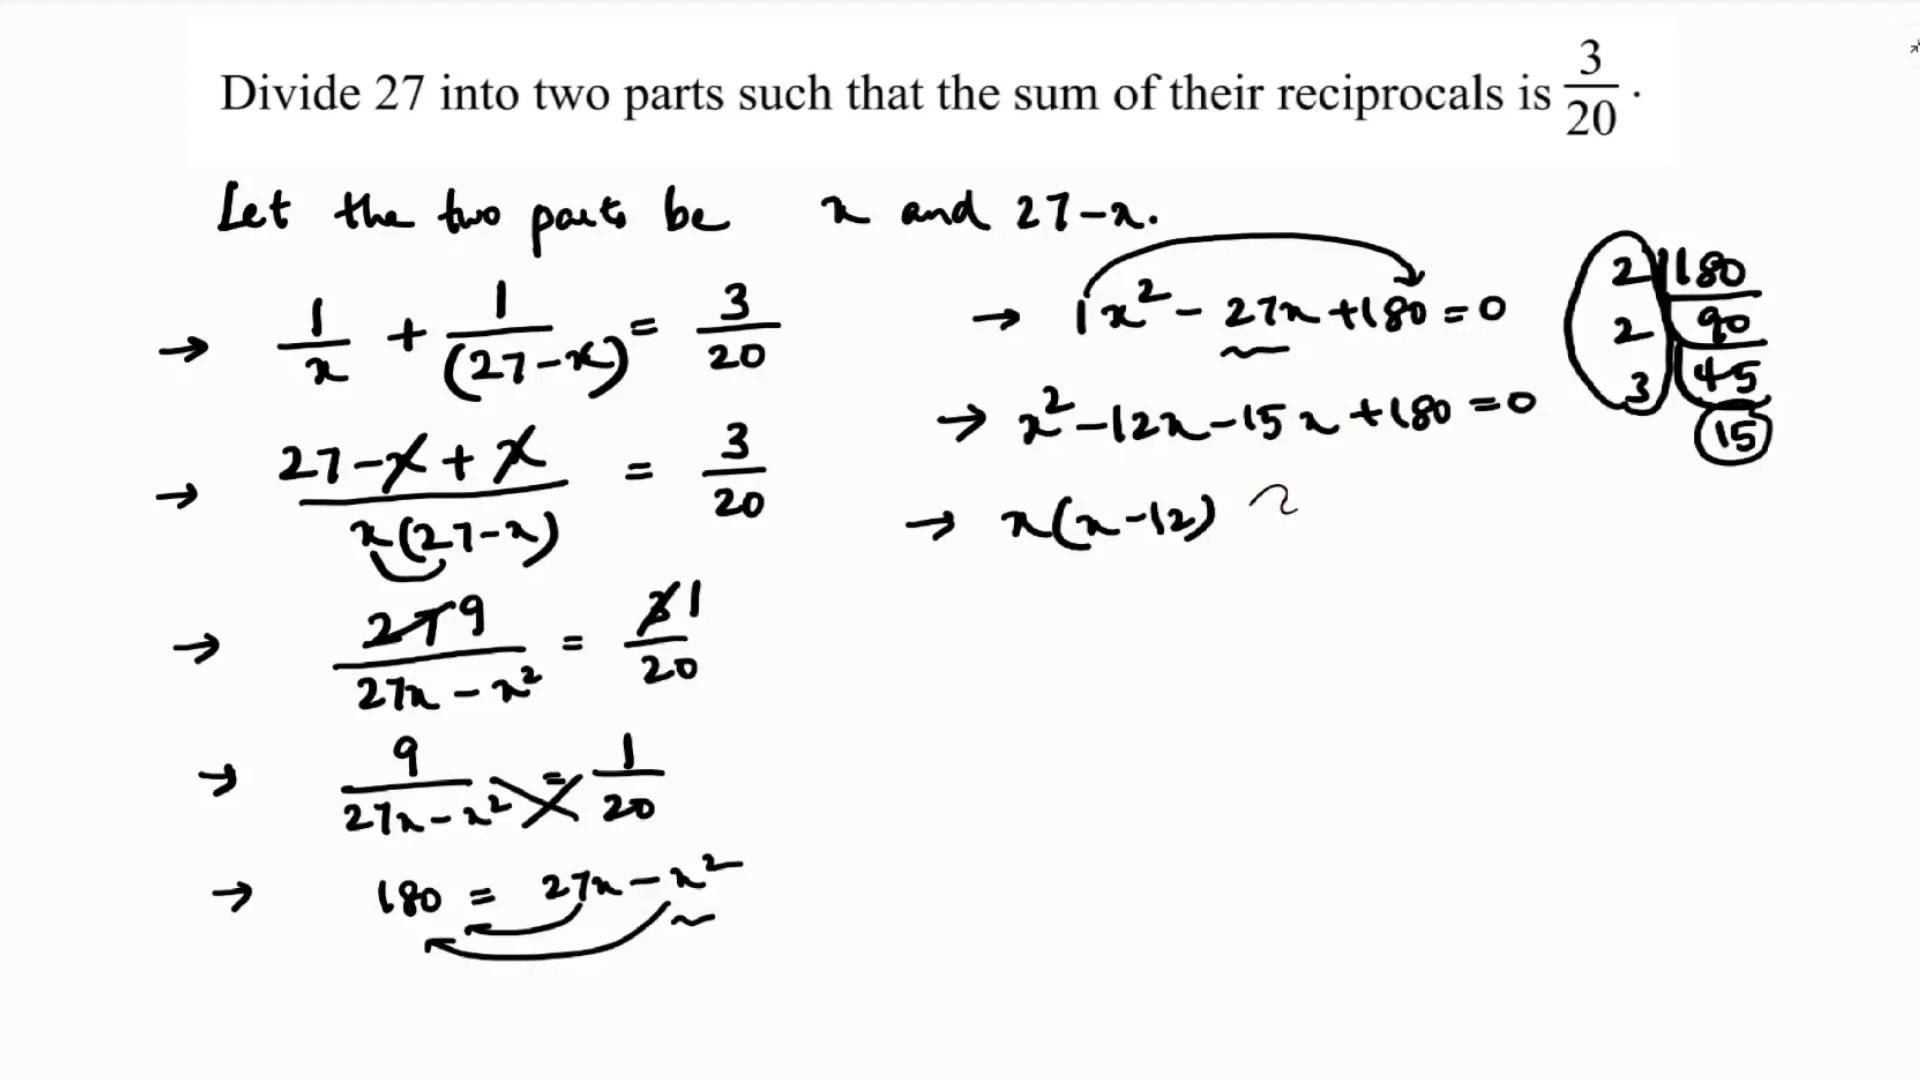 Divide 27 into two parts such that the sum of their reciprocals is 3/20 .
Let the two parts be x and 27-x.
→ 1/x + 1/(27-x) = 3/20
→ (27-x+x)/(x(27-x)) = 3/20
→ 27 9/(27x-x²) = 3 1/20
→ 9/(27x-x²) = 1/20
→ 180 = 27x-x²
→ 1x²-27x+180=0
→ x²-12x-15x+180=0
→ x(x-12)
2 180
2 90
3 45
15